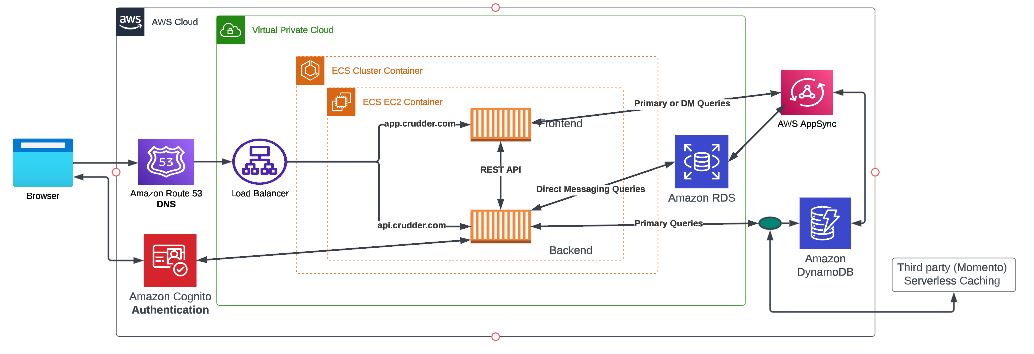 aws
AWS Cloud
Virtual Private Cloud
ECS Cluster Container
ECS EC2 Container
app.crudder.com
Frontend
Primary or DM Queries
AWS AppSync
REST API
53
Browser
Amazon Route 53
DNS
Load Balancer
Direct Messaging Queries
Amazon RDS
api.crudder.com
Primary Queries
Backend
Amazon
DynamoDB
Amazon Cognito
Authentication
Third party (Momento)
Serverless Caching